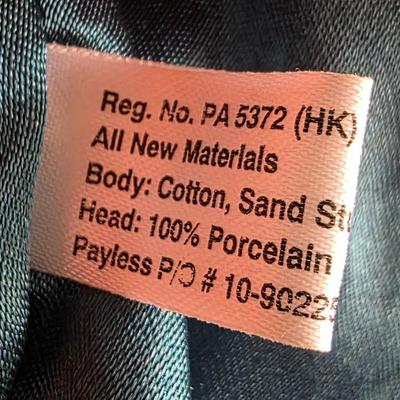 Reg. No. PA 5372 (HK)
All New Materials
Body: Cotton, Sand
Head: 100% Porcelain
Payless P/O # 10-9022